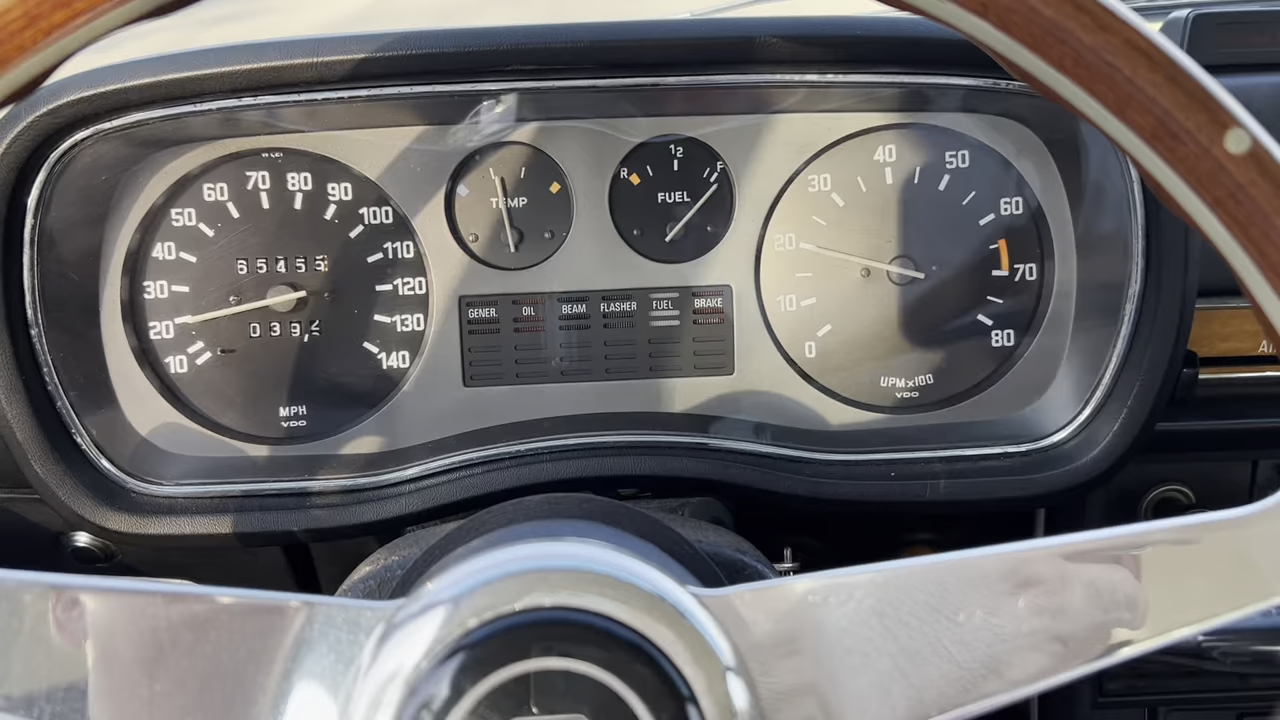 10 20 30 40 50 60 70 80 90 100 110 120 130 140
65455
039
MPH
VDO
TEMP
R 1/2 F
FUEL
GENER. OIL BEAM FLASHER FUEL BRAKE
0 10 20 30 40 50 60 70 80
UPM×100
VDO